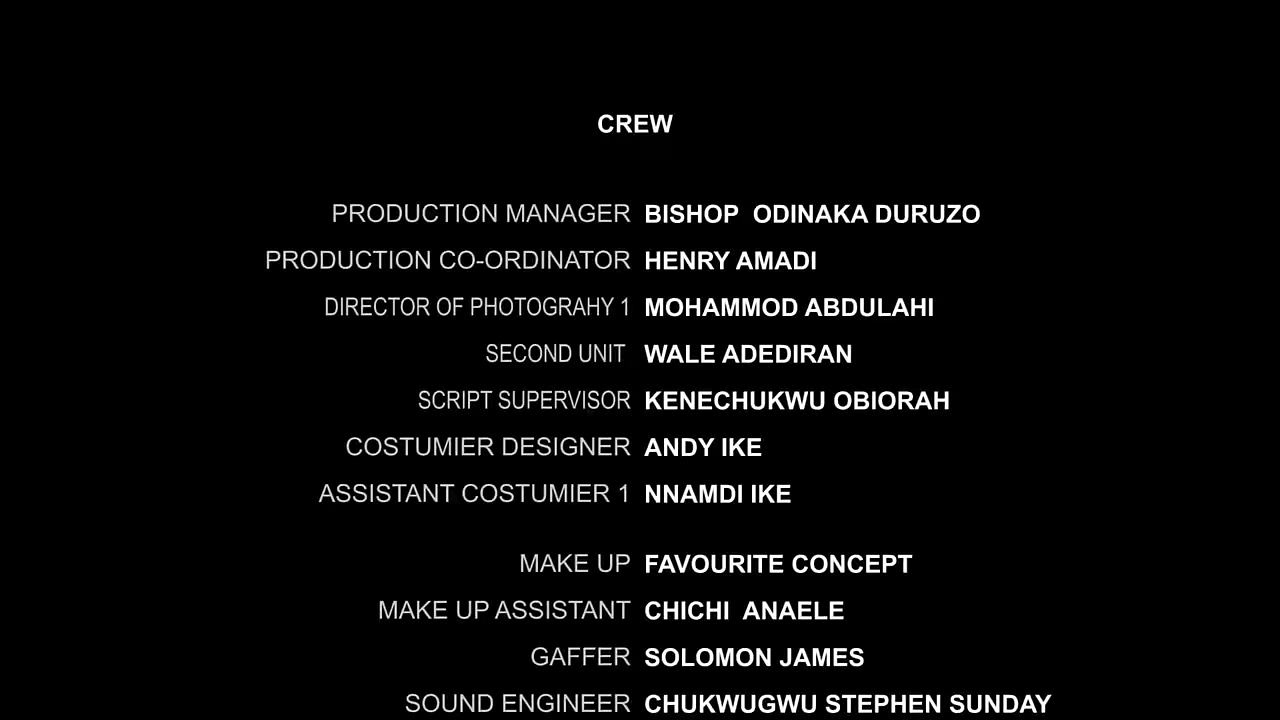 CREW
PRODUCTION MANAGER BISHOP ODINAKA DURUZO
PRODUCTION CO-ORDINATOR HENRY AMADI
DIRECTOR OF PHOTOGRAHY 1 MOHAMMOD ABDULAHI
SECOND UNIT WALE ADEDIRAN
SCRIPT SUPERVISOR KENECHUKWU OBIORAH
COSTUMIER DESIGNER ANDY IKE
ASSISTANT COSTUMIER 1 NNAMDI IKE
MAKE UP FAVOURITE CONCEPT
MAKE UP ASSISTANT CHICHI ANAELE
GAFFER SOLOMON JAMES
SOUND ENGINEER CHUKWUGWU STEPHEN SUNDAY